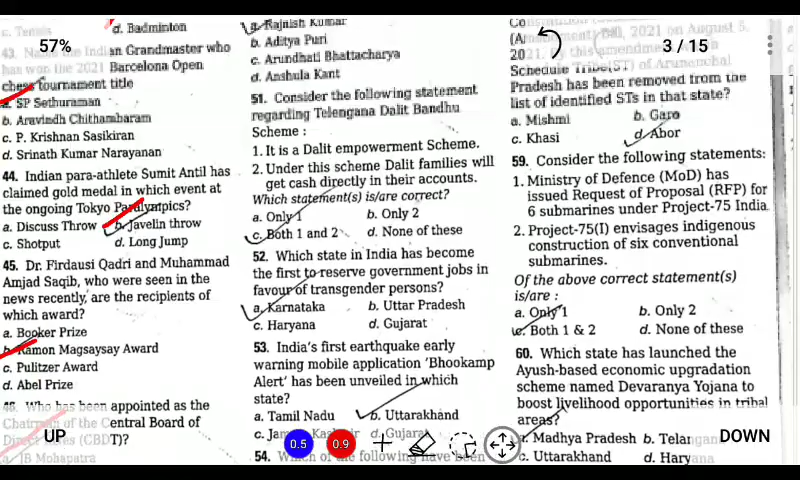 c. Tennis d. Badminton
57%
43. Name the Indian Grandmaster who
has won the 2021 Barcelona Open
chess tournament title
a. SP Sethuraman
b. Aravindh Chithambaram
c. P. Krishnan Sasikiran
d. Srinath Kumar Narayanan
44. Indian para-athlete Sumit Antil has
claimed gold medal in which event at
the ongoing Tokyo Paralympics?
a. Discuss Throw b. Javelin throw
c. Shotput d. Long Jump
45. Dr. Firdausi Qadri and Muhammad
Amjad Saqib, who were seen in the
news recently, are the recipients of
which award?
a. Booker Prize
b. Ramon Magsaysay Award
c. Pulitzer Award
d. Abel Prize
46. Who has been appointed as the
Chairman of the Central Board of
Direct Taxes (CBDT)?
UP
a. JB Mohapatra
a. Rajnish Kumar
b. Aditya Puri
c. Arundhati Bhattacharya
d. Anshula Kant
51. Consider the following statement
regarding Telengana Dalit Bandhu
Scheme :
1. It is a Dalit empowerment Scheme.
2. Under this scheme Dalit families will
get cash directly in their accounts.
Which statement(s) is/are correct?
a. Only 1 b. Only 2
c. Both 1 and 2 d. None of these
52. Which state in India has become
the first to reserve government jobs in
favour of transgender persons?
a. Karnataka b. Uttar Pradesh
c. Haryana d. Gujarat
53. India's first earthquake early
warning mobile application 'Bhookamp
Alert' has been unveiled in which
state?
a. Tamil Nadu b. Uttarakhand
c. Jam Kas d. Gujarat
0.5 0.9
54. Which of the following have been
Co
(A Bill, 2021 on August 5,
20 this amendment
3 / 15
Schedule Tribe(ST) of Arunachal
Pradesh has been removed from the
list of identified STs in that state?
a. Mishmi b. Garo
c. Khasi d. Abor
59. Consider the following statements:
1. Ministry of Defence (MoD) has
issued Request of Proposal (RFP) for
6 submarines under Project-75 India.
2. Project-75(I) envisages indigenous
construction of six conventional
submarines.
Of the above correct statement(s)
is/are :
a. Only 1 b. Only 2
c. Both 1 & 2 d. None of these
60. Which state has launched the
Ayush-based economic upgradation
scheme named Devaranya Yojana to
boost livelihood opportunities in tribal
areas?
a. Madhya Pradesh b. Telangan
DOWN
c. Uttarakhand d. Haryana